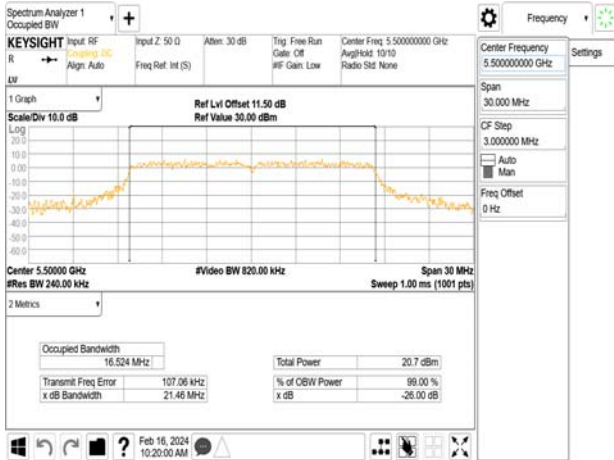 Spectrum Analyzer 1
Occupied BW
Frequency
KEYSIGHT
R
LXI
Input: RF
Coupling: DC
Align: Auto
Input Z: 50 Ω
Freq Ref: Int (S)
Atten: 30 dB
Trig: Free Run
Gate: Off
#IF Gain: Low
Center Freq: 5.500000000 GHz
Avg|Hold: 10/10
Radio Std: None
Center Frequency
5.500000000 GHz
Settings
Span
30.000 MHz
CF Step
3.000000 MHz
Auto
Man
Freq Offset
0 Hz
1 Graph
Scale/Div 10.0 dB
Ref Lvl Offset 11.50 dB
Ref Value 30.00 dBm
Log
20.0
10.0
0.00
-10.0
-20.0
-30.0
-40.0
-50.0
-60.0
Center 5.50000 GHz
#Res BW 240.00 kHz
#Video BW 820.00 kHz
Span 30 MHz
Sweep 1.00 ms (1001 pts)
2 Metrics
Occupied Bandwidth
16.524 MHz
Total Power 20.7 dBm
Transmit Freq Error 107.06 kHz
% of OBW Power 99.00 %
x dB Bandwidth 21.46 MHz
x dB -26.00 dB
?
Feb 16, 2024
10:20:00 AM